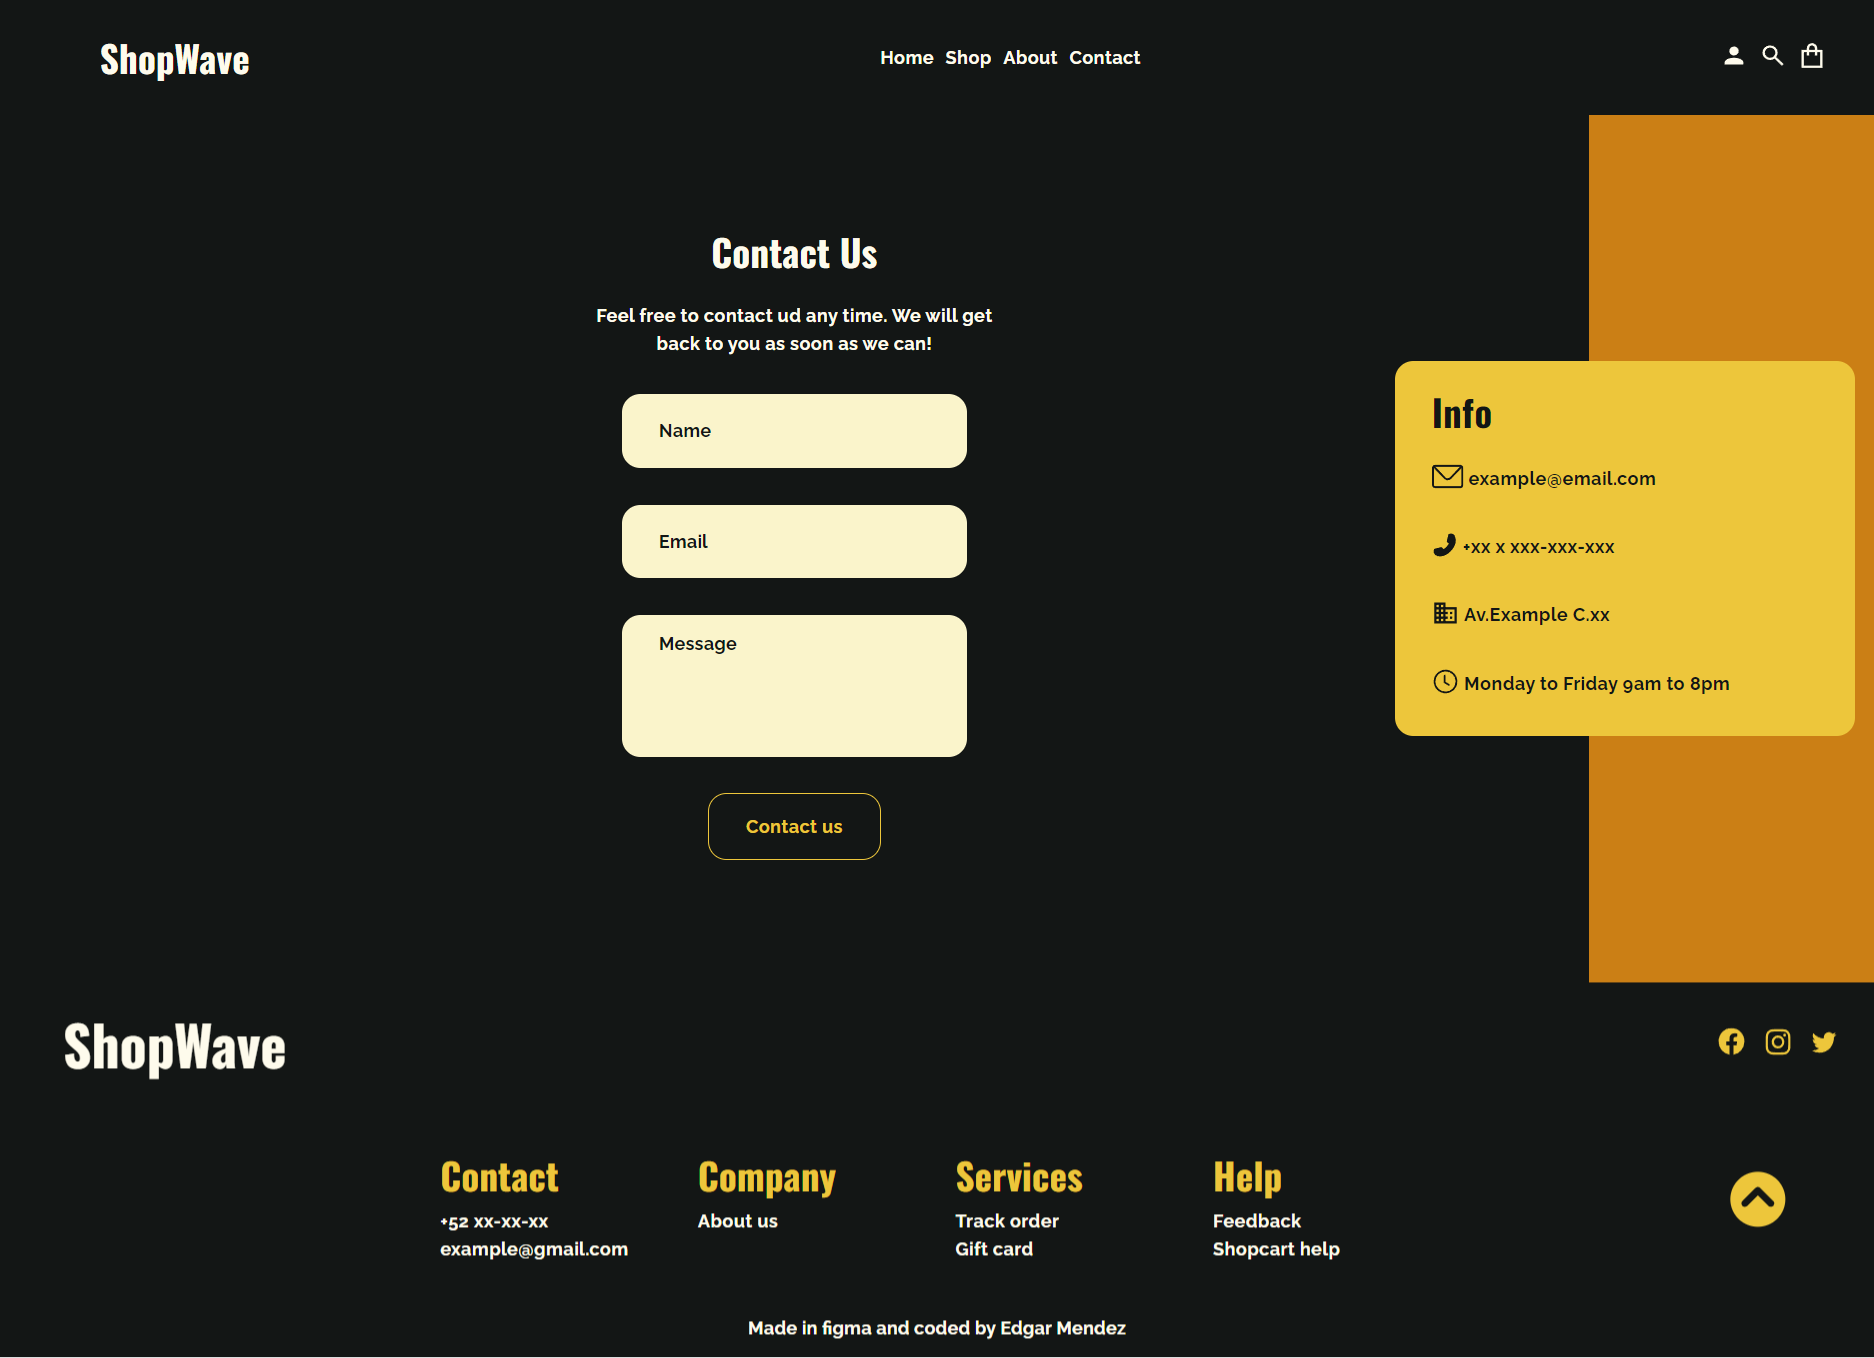 ShopWave
Home Shop About Contact
Contact Us
Feel free to contact ud any time. We will get
back to you as soon as we can!
Name
Email
Message
Contact us
Info
example@email.com
+xx x xxx-xxx-xxx
Av.Example C.xx
Monday to Friday 9am to 8pm
ShopWave
Contact
+52 xx-xx-xx
example@gmail.com
Company
About us
Services
Track order
Gift card
Help
Feedback
Shopcart help
Made in figma and coded by Edgar Mendez